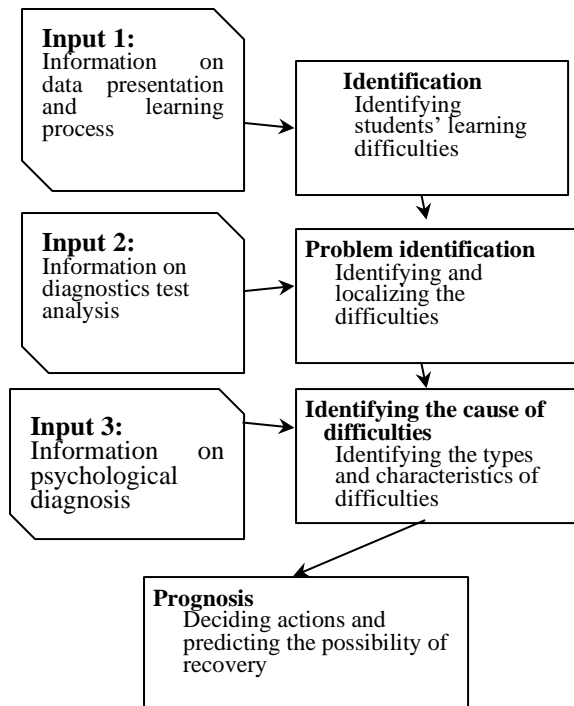 Input 1:
Information on
data presentation
and learning
process
Identification
Identifying
students’ learning
difficulties
Input 2:
Information on
diagnostics test
analysis
Problem identification
Identifying and
localizing the
difficulties
Input 3:
Information on
psychological
diagnosis
Identifying the cause of
difficulties
Identifying the types
and characteristics of
difficulties
Prognosis
Deciding actions and
predicting the possibility of
recovery